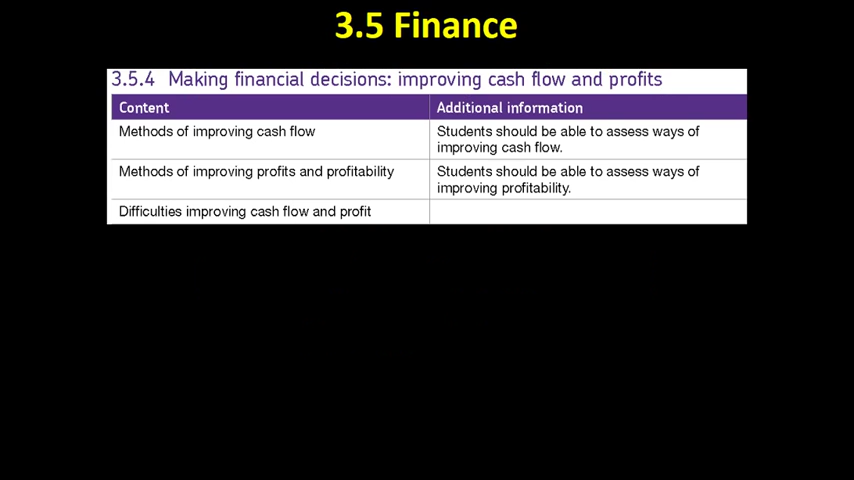 3.5 Finance
3.5.4 Making financial decisions: improving cash flow and profits
Content
Additional information
Methods of improving cash flow
Students should be able to assess ways of
improving cash flow.
Methods of improving profits and profitability
Students should be able to assess ways of
improving profitability.
Difficulties improving cash flow and profit